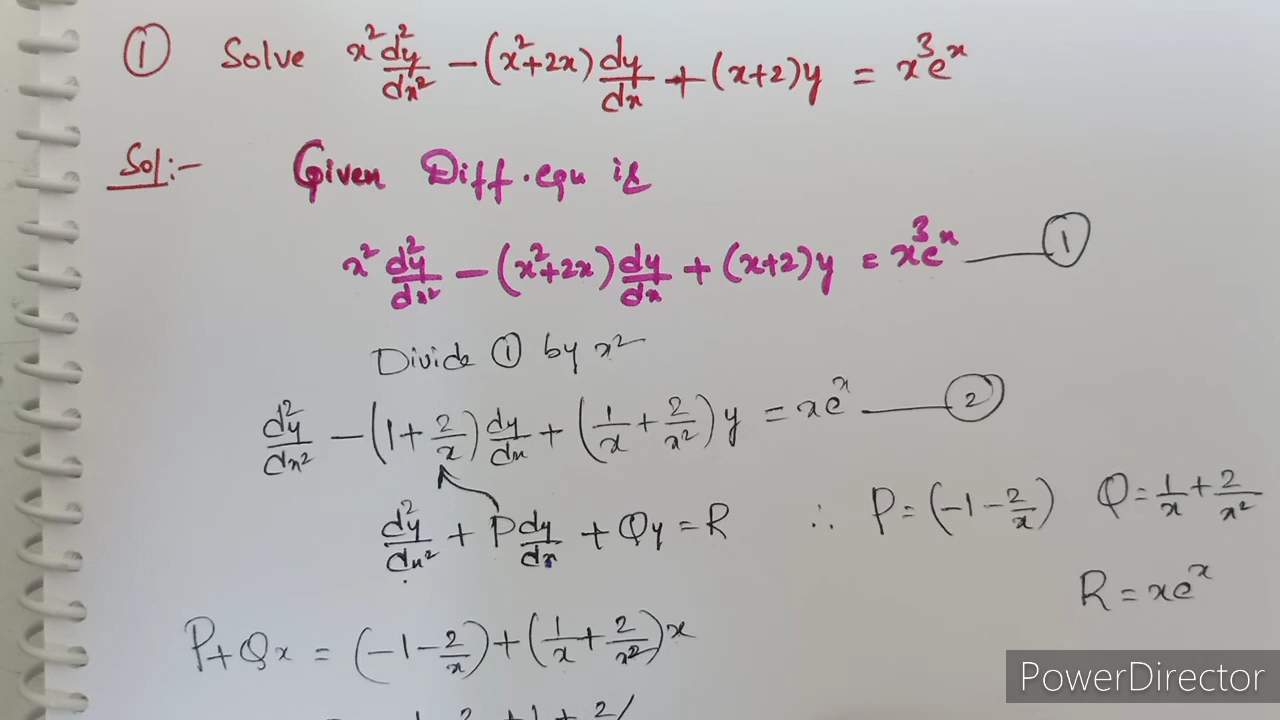 ① Solve x² d²y/dx² − (x²+2x) dy/dx + (x+2)y = x³eˣ
Sol:- Given Diff.equ is
x² d²y/dx² − (x²+2x) dy/dx + (x+2)y = x³eˣ — ①
Divide ① by x²
d²y/dx² − (1+2/x) dy/dx + (1/x + 2/x²) y = xeˣ — ②
d²y/dx² + P dy/dx + Qy = R ∴ P = (−1−2/x) Q = 1/x + 2/x²
R = xeˣ
P+Qx = (−1−2/x) + (1/x + 2/x²)x
PowerDirector